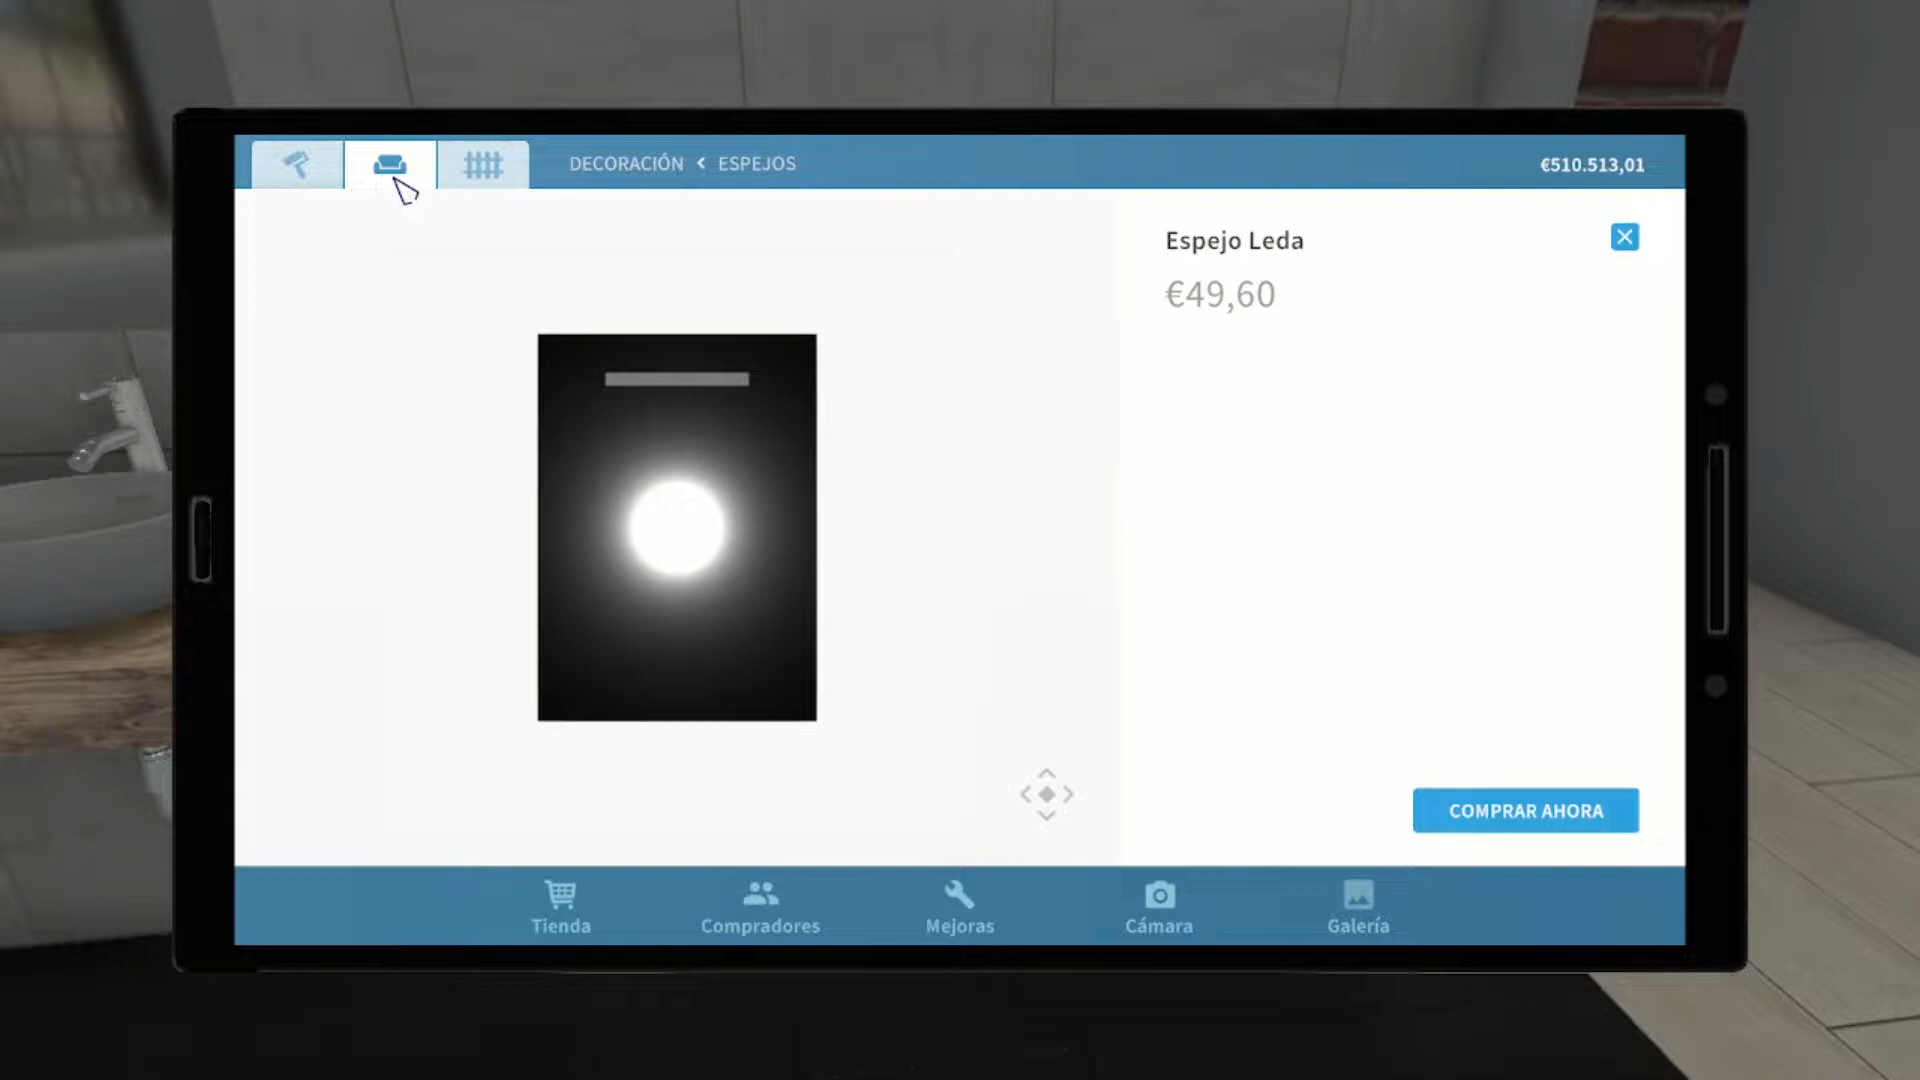 DECORACIÓN ESPEJOS
€510.513,01
Espejo Leda
€49,60
COMPRAR AHORA
Tienda
Compradores
Mejoras
Cámara
Galería